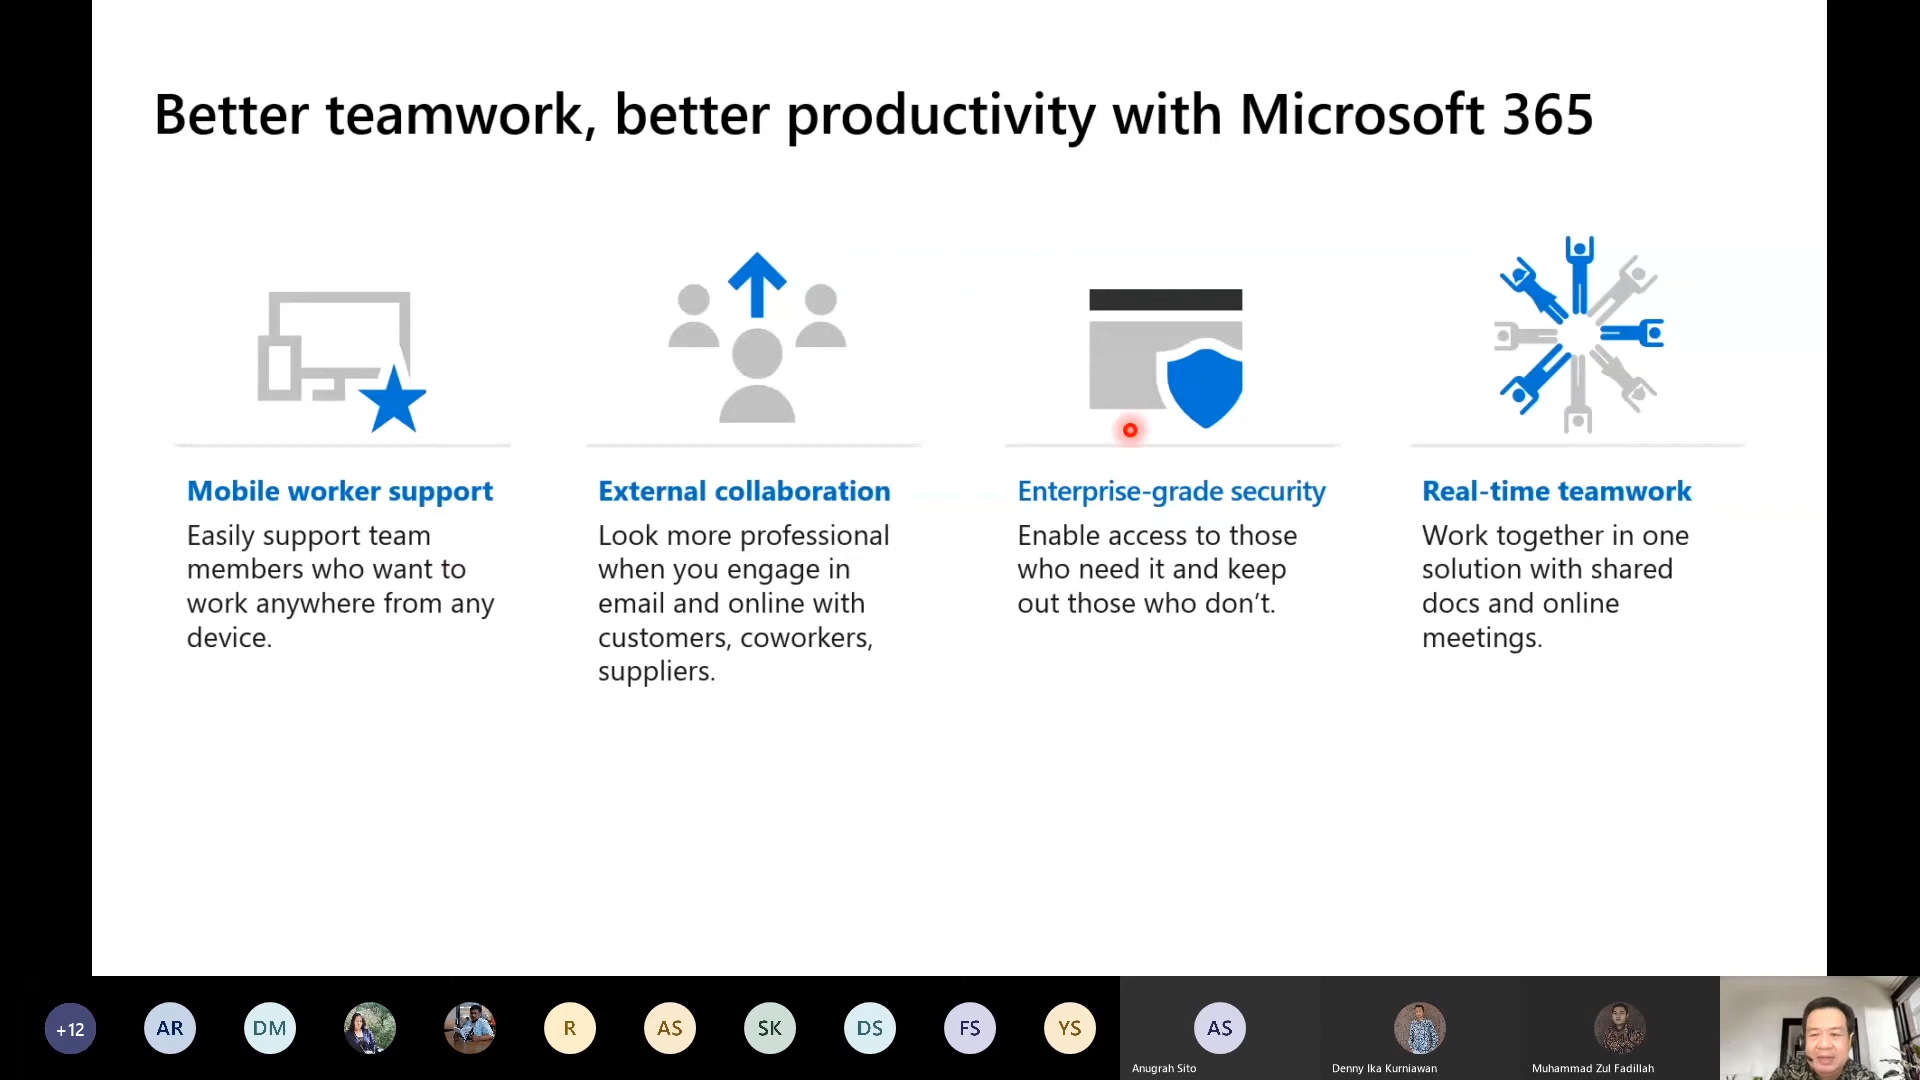 Better teamwork, better productivity with Microsoft 365
Mobile worker support
Easily support team
members who want to
work anywhere from any
device.
External collaboration
Look more professional
when you engage in
email and online with
customers, coworkers,
suppliers.
Enterprise-grade security
Enable access to those
who need it and keep
out those who don’t.
Real-time teamwork
Work together in one
solution with shared
docs and online
meetings.
+12
AR
DM
R
AS
SK
DS
FS
YS
AS
Anugrah Sito
Denny Ika Kurniawan
Muhammad Zul Fadillah